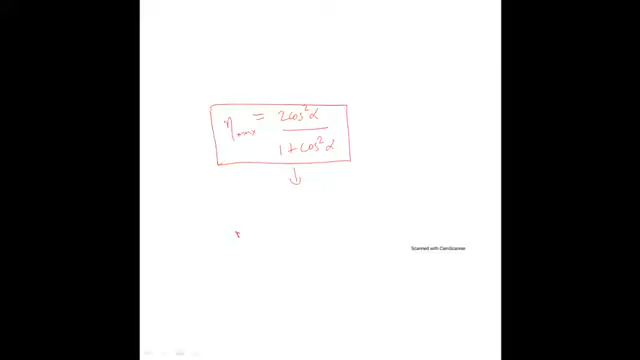 η_max = 2cos²α / 1 + cos²α
Scanned with CamScanner